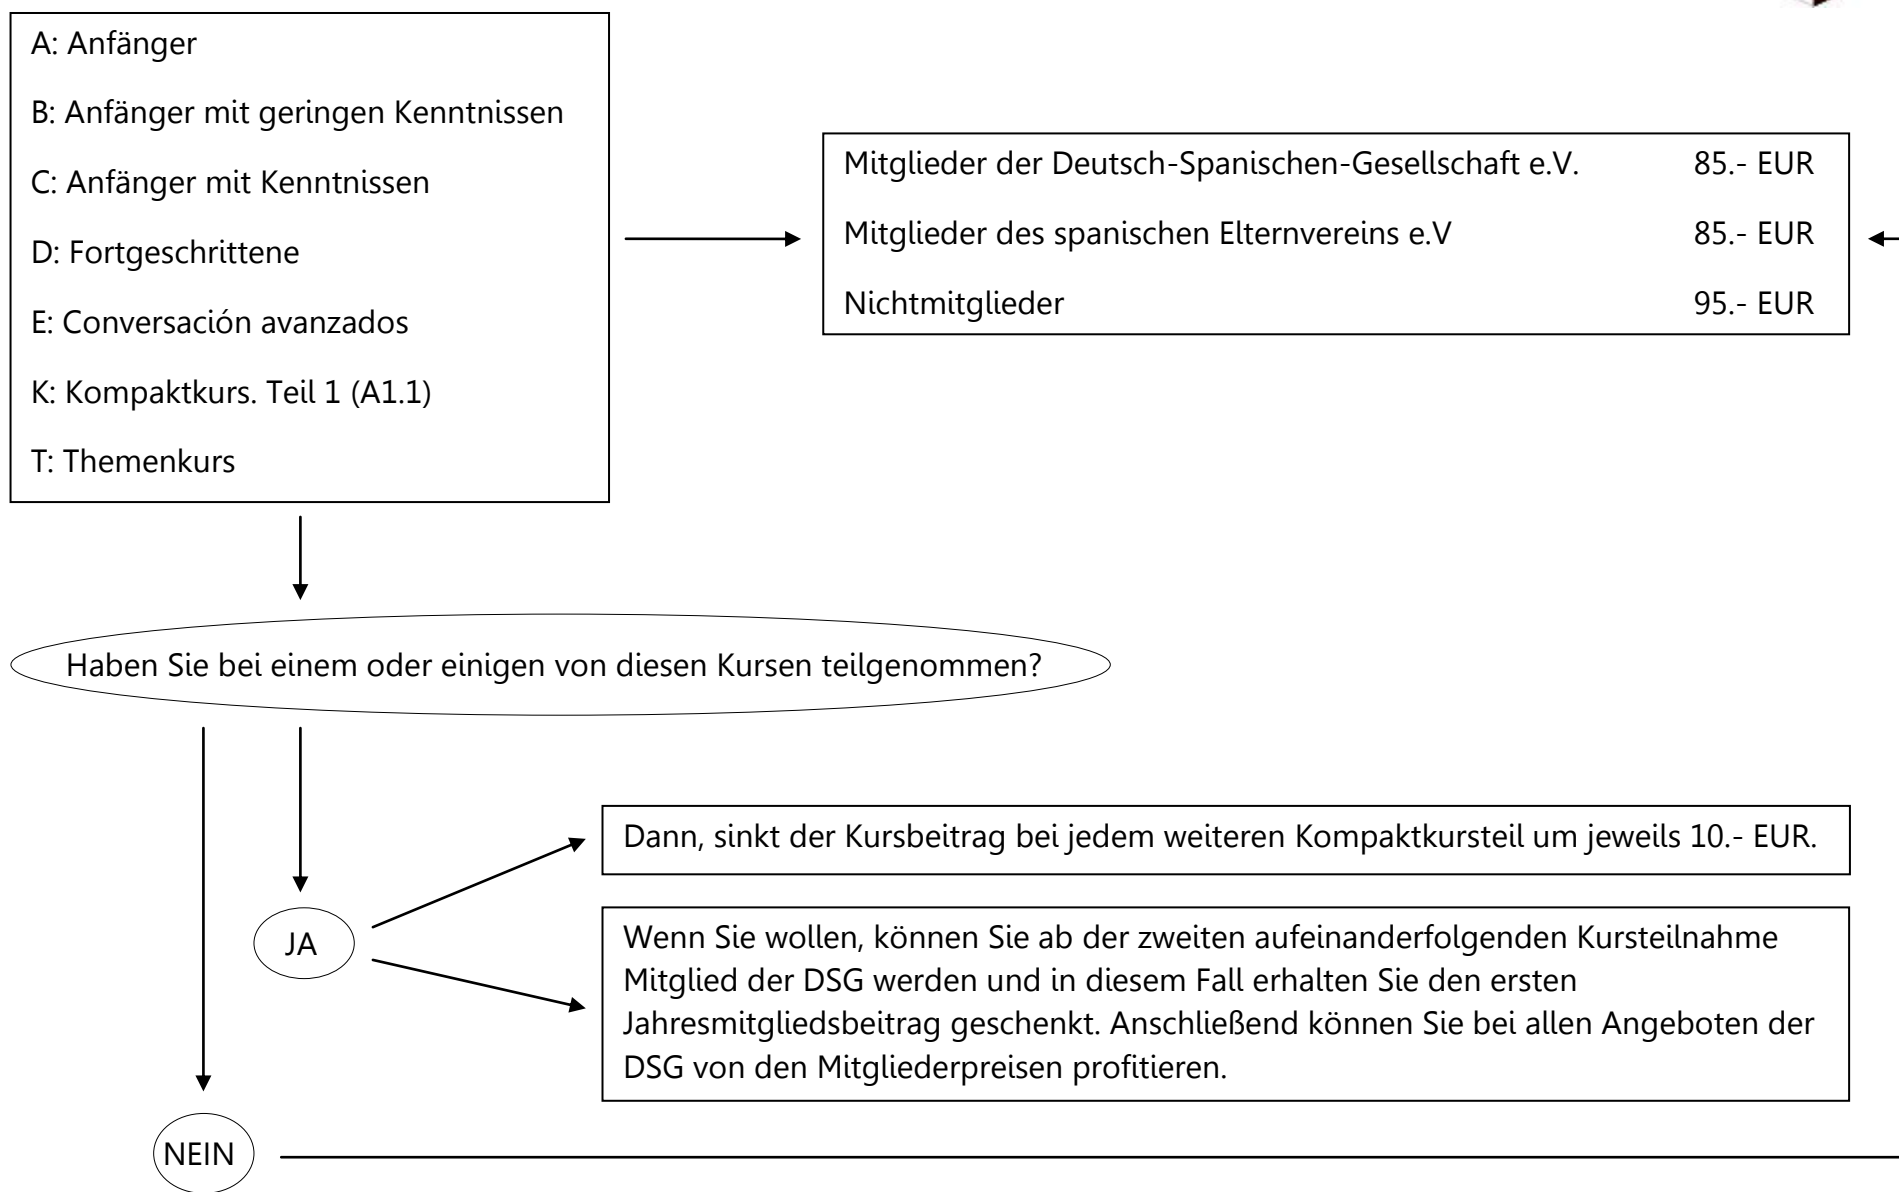 A: Anfänger
B: Anfänger mit geringen Kenntnissen
C: Anfänger mit Kenntnissen
D: Fortgeschrittene
E: Conversación avanzados
K: Kompaktkurs. Teil 1 (A1.1)
T: Themenkurs
Mitglieder der Deutsch-Spanischen-Gesellschaft e.V. 85.- EUR
Mitglieder des spanischen Elternvereins e.V 85.- EUR
Nichtmitglieder 95.- EUR
Haben Sie bei einem oder einigen von diesen Kursen teilgenommen?
JA
Dann, sinkt der Kursbeitrag bei jedem weiteren Kompaktkursteil um jeweils 10.- EUR.
Wenn Sie wollen, können Sie ab der zweiten aufeinanderfolgenden Kursteilnahme
Mitglied der DSG werden und in diesem Fall erhalten Sie den ersten
Jahresmitgliedsbeitrag geschenkt. Anschließend können Sie bei allen Angeboten der
DSG von den Mitgliederpreisen profitieren.
NEIN